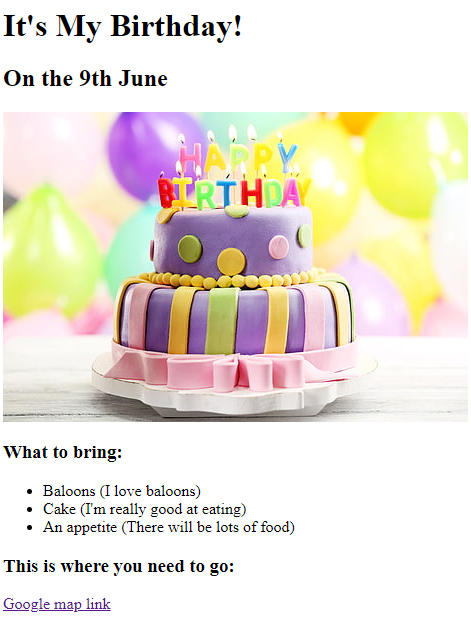 It's My Birthday!
On the 9th June
HAPPY
BIRTHDAY
What to bring:
Baloons (I love baloons)
Cake (I'm really good at eating)
An appetite (There will be lots of food)
This is where you need to go:
Google map link